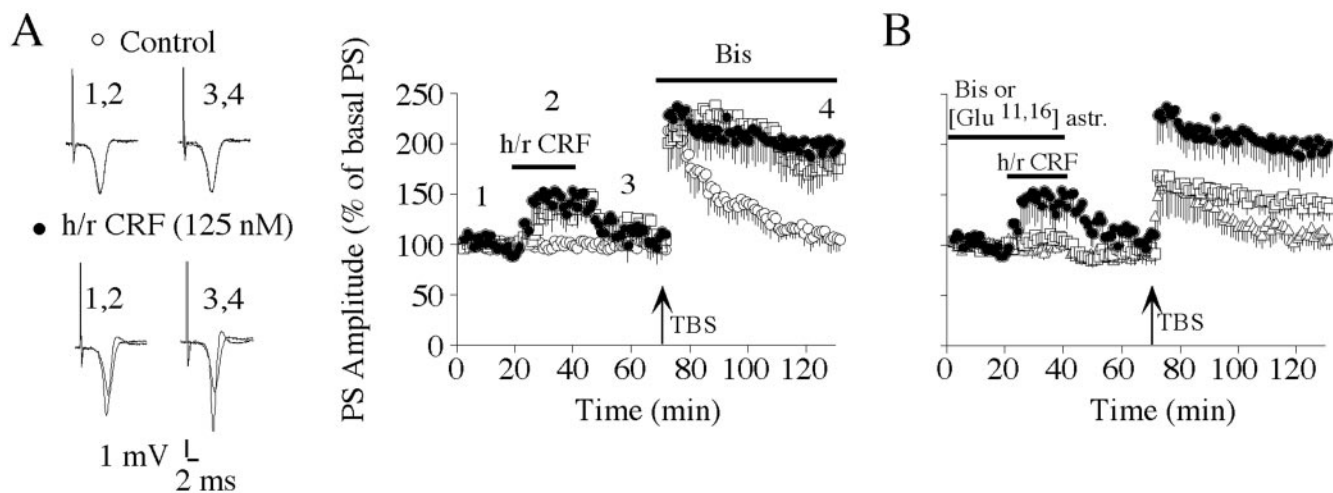 A
○ Control
1,2 3,4
● h/r CRF (125 nM)
1,2 3,4
1 mV
2 ms
PS Amplitude (% of basal PS)
250
200
150
100
50
0
Bis
2
4
h/r CRF
1
3
TBS
0 20 40 60 80 100 120
Time (min)
B
Bis or
[Glu 11,16] astr.
h/r CRF
TBS
0 20 40 60 80 100 120
Time (min)